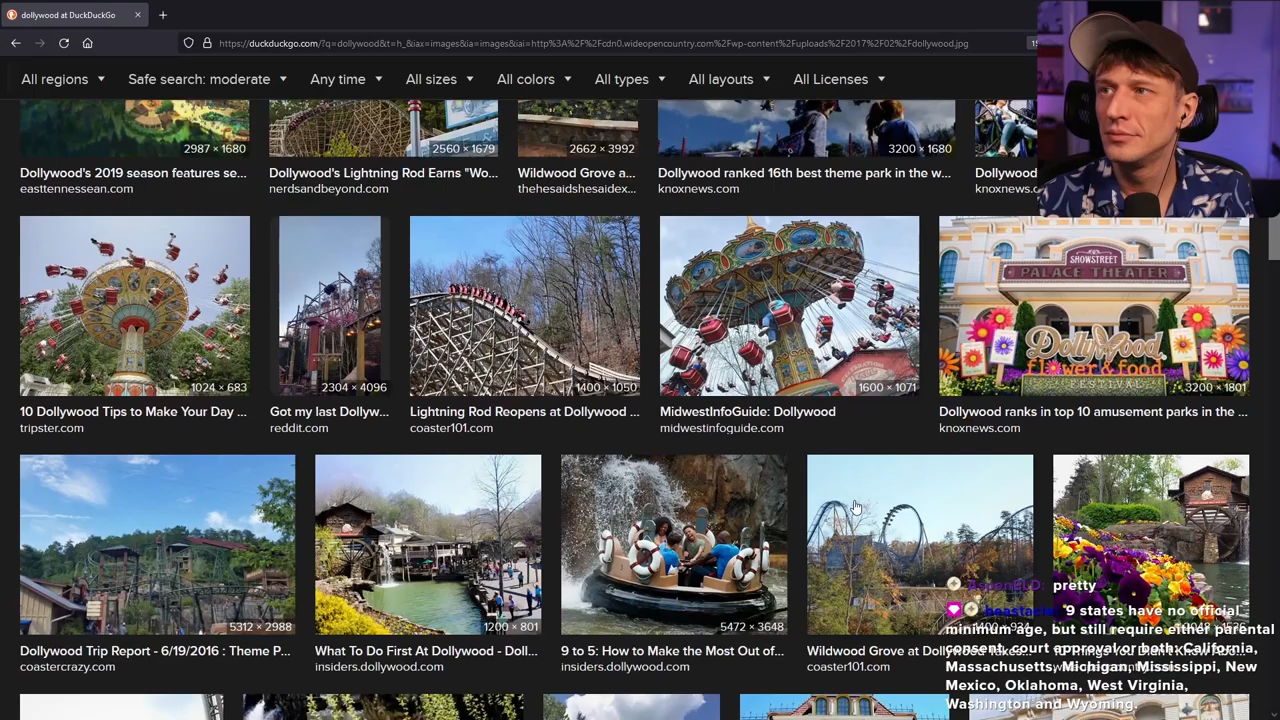 dollywood at DuckDuckGo
https://duckduckgo.com/?q=dollywood&t=h_&iax=images&ia=images&iai=http%3A%2F%2Fcdn0.wideopencountry.com%2Fwp-content%2Fuploads%2F2017%2F02%2Fdollywood.jpg
All regions
Safe search: moderate
Any time
All sizes
All colors
All types
All layouts
All Licenses
2987 × 1680
2560 × 1679
2662 × 3992
3200 × 1680
Dollywood's 2019 season features se...
Dollywood's Lightning Rod Earns "Wo...
Wildwood Grove a...
Dollywood ranked 16th best theme park in the w...
Dollywood
easttennessean.com
nerdsandbeyond.com
thehesaidshesaidex...
knoxnews.com
knoxnews.c
SHOWSTREET
PALACE THEATER
Dollywood
flower & food
FESTIVAL
1024 × 683
2304 × 4096
1400 × 1050
1600 × 1071
3200 × 1801
10 Dollywood Tips to Make Your Day ...
Got my last Dollyw...
Lightning Rod Reopens at Dollywood ...
MidwestInfoGuide: Dollywood
Dollywood ranks in top 10 amusement parks in the ...
tripster.com
reddit.com
coaster101.com
midwestinfoguide.com
knoxnews.com
5312 × 2988
1200 × 801
5472 × 3648
Dollywood Trip Report - 6/19/2016 : Theme P...
What To Do First At Dollywood - Doll...
9 to 5: How to Make the Most Out of...
Wildwood Grove at Dollywood Takes
coastercrazy.com
insiders.dollywood.com
insiders.dollywood.com
coaster101.com
AspenELD: pretty
9 states have no official
minimum age, but still require either parental
consent, court approval or both: California,
Massachusetts, Michigan, Mississippi, New
Mexico, Oklahoma, West Virginia,
Washington and Wyoming.